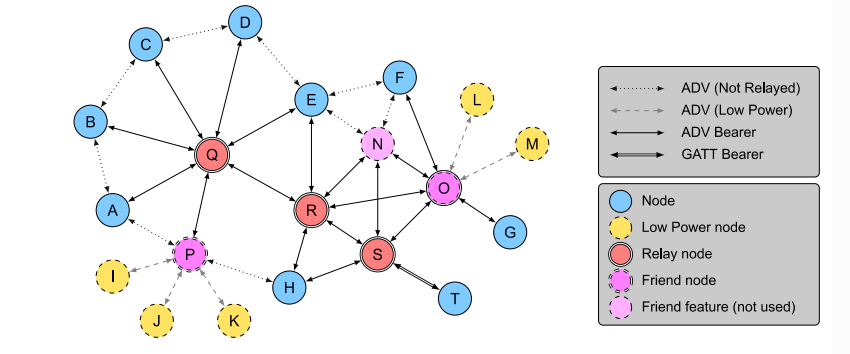 D
C
F
E
L
B
M
N
Q
O
A
R
G
P
S
I
H
T
J
K
ADV (Not Relayed)
ADV (Low Power)
ADV Bearer
GATT Bearer
Node
Low Power node
Relay node
Friend node
Friend feature (not used)